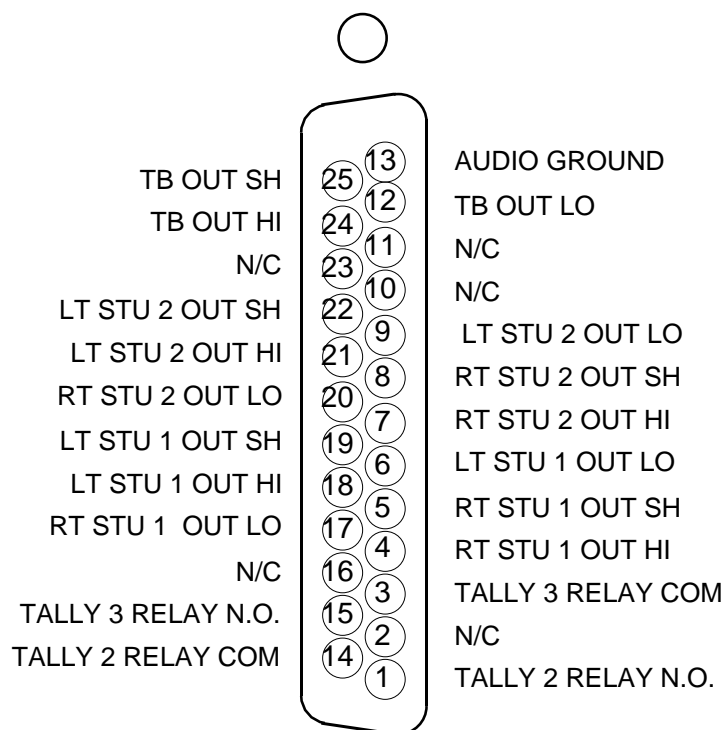 13 AUDIO GROUND
TB OUT SH 25
12 TB OUT LO
TB OUT HI 24
11 N/C
N/C 23
10 N/C
LT STU 2 OUT SH 22
9 LT STU 2 OUT LO
LT STU 2 OUT HI 21
8 RT STU 2 OUT SH
RT STU 2 OUT LO 20
7 RT STU 2 OUT HI
LT STU 1 OUT SH 19
6 LT STU 1 OUT LO
LT STU 1 OUT HI 18
5 RT STU 1 OUT SH
RT STU 1 OUT LO 17
4 RT STU 1 OUT HI
N/C 16
3 TALLY 3 RELAY COM
TALLY 3 RELAY N.O. 15
2 N/C
TALLY 2 RELAY COM 14
1 TALLY 2 RELAY N.O.